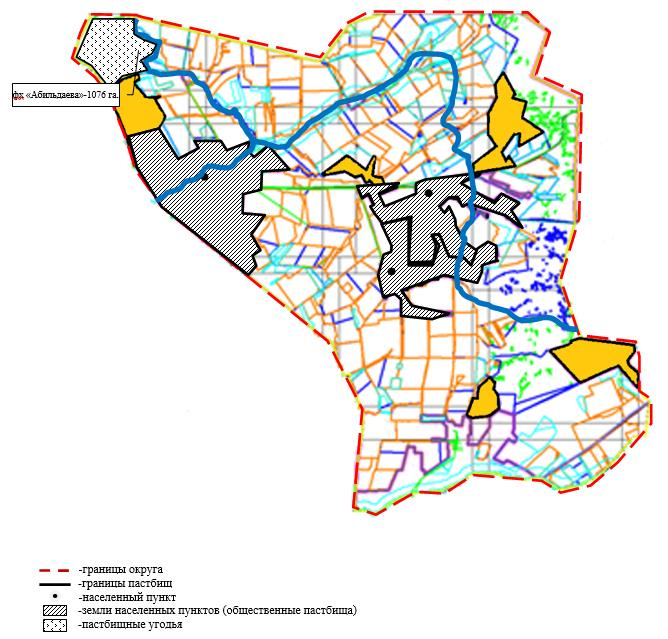 фх «Абильдаева»-1076 га.
-границы округа
-границы пастбищ
-населенный пункт
-земли населенных пунктов (общественные пастбища)
-пастбищные угодья